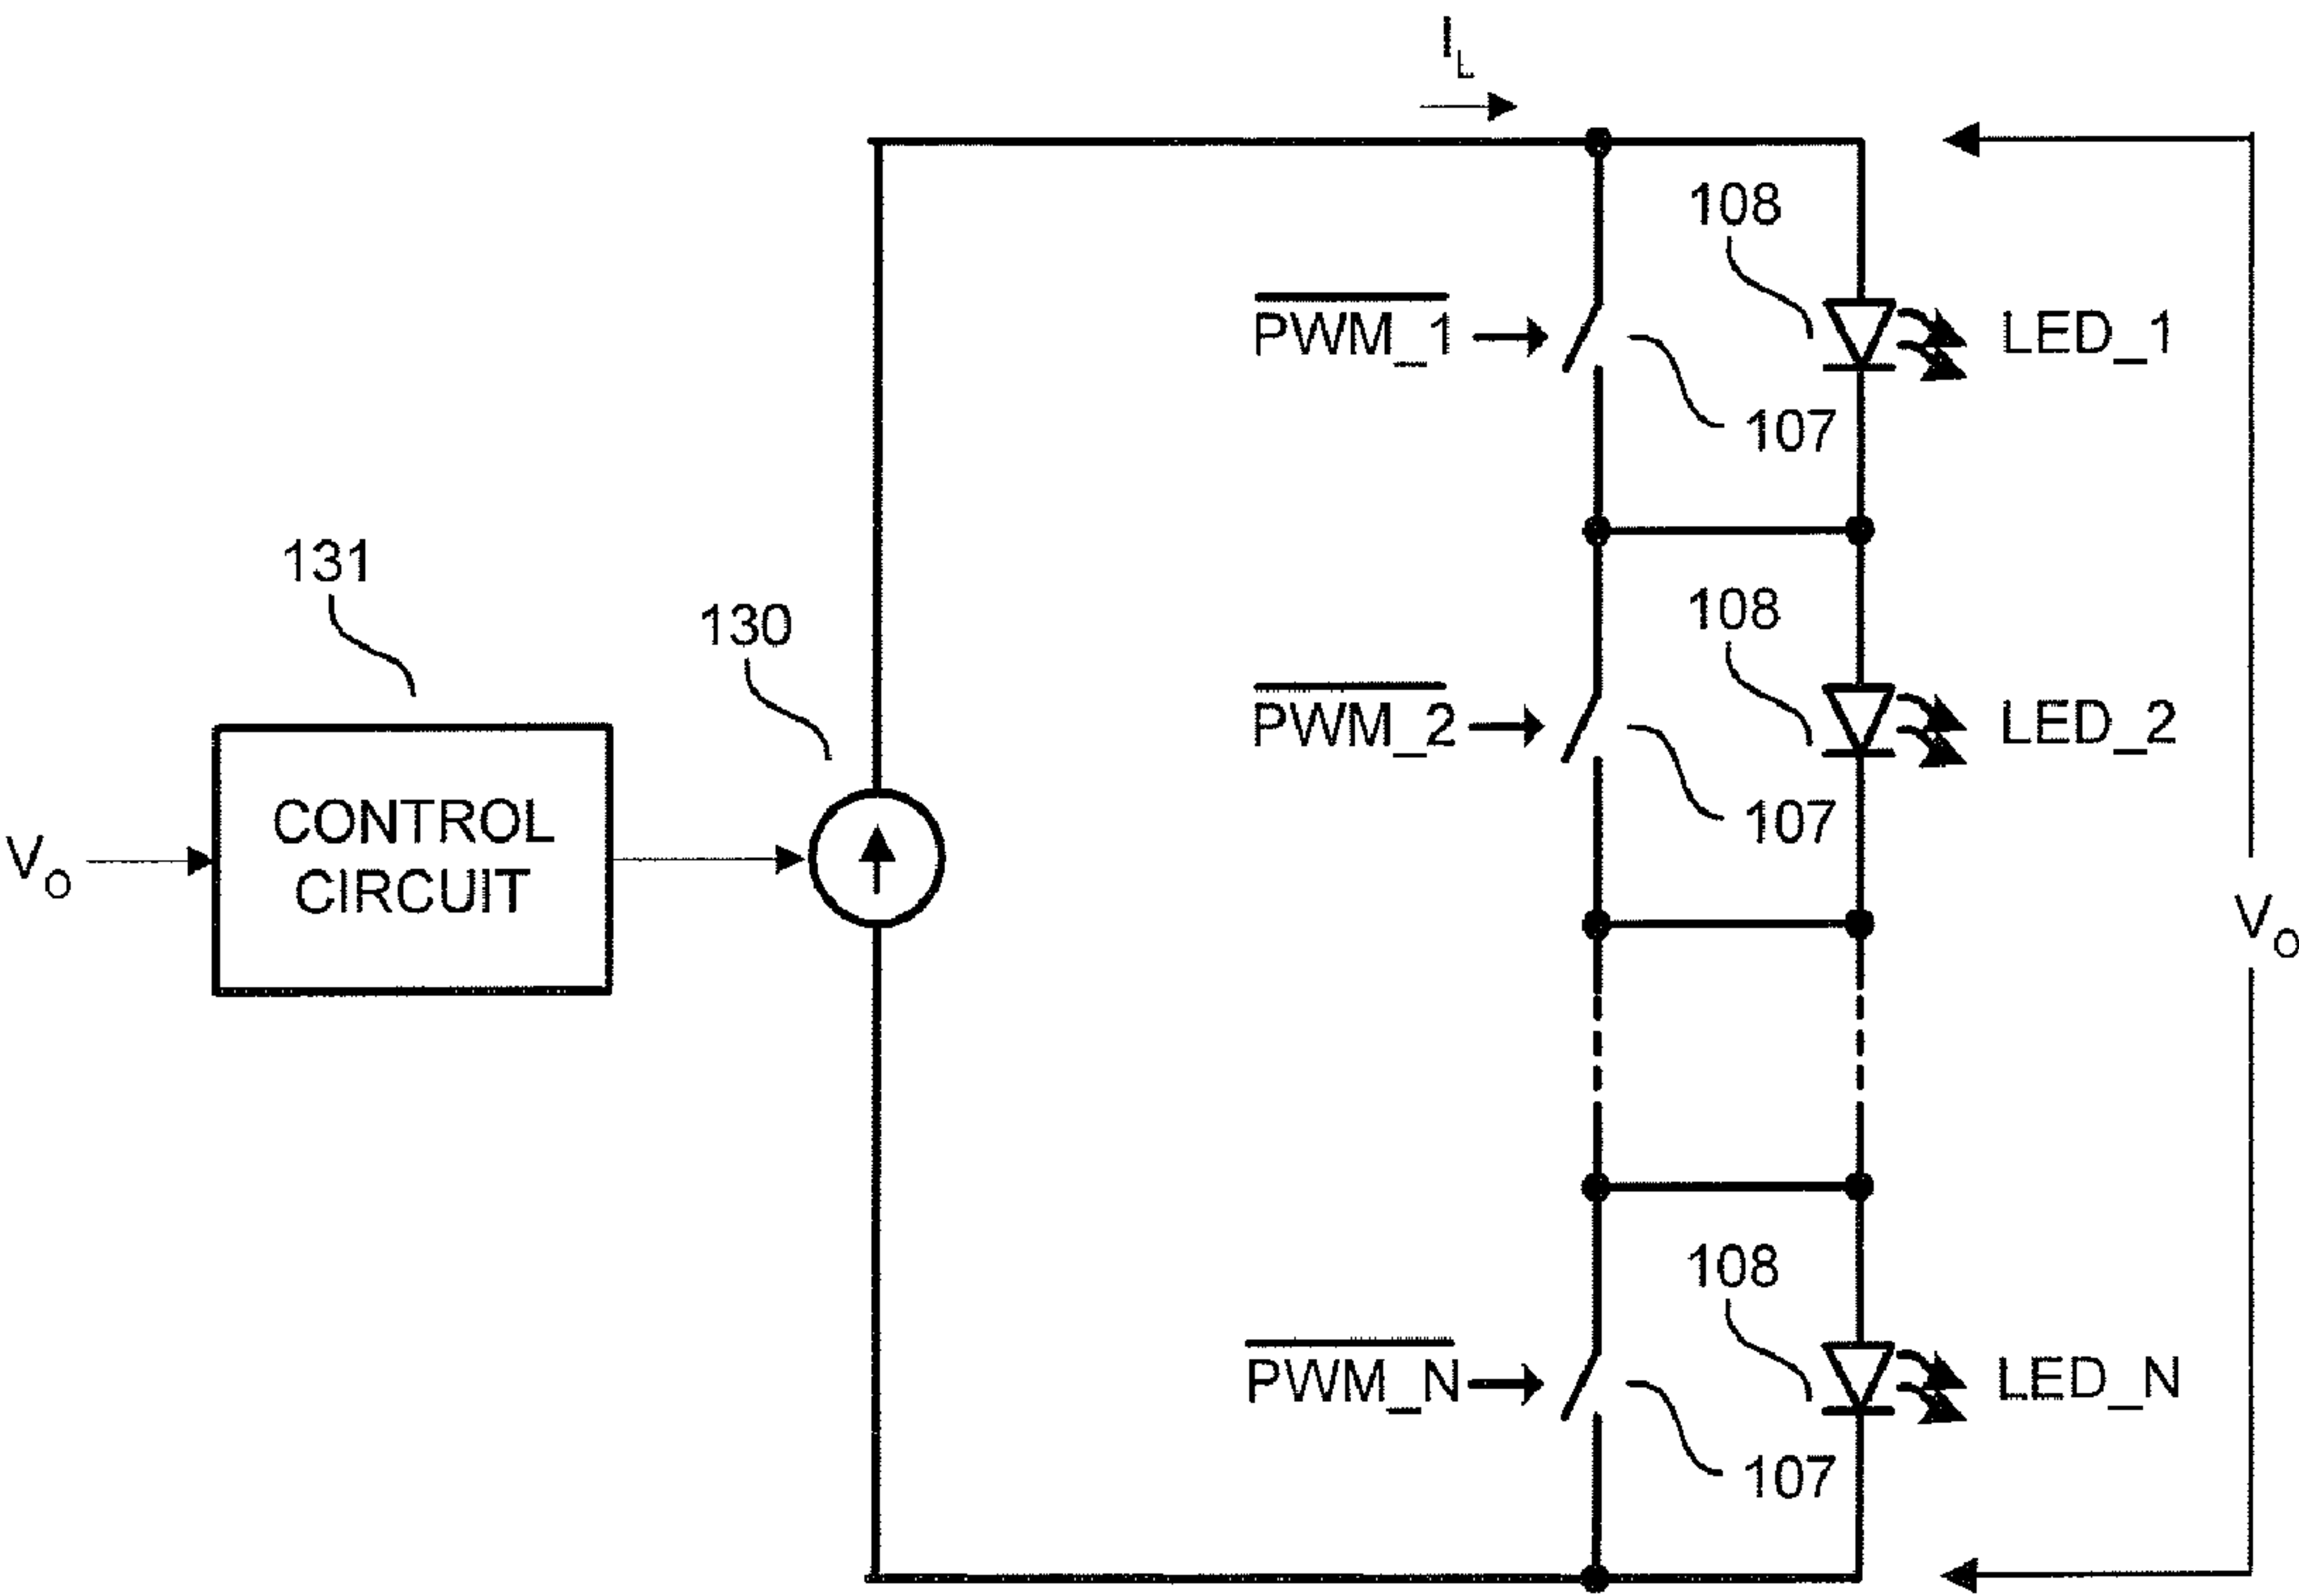 I_L
108
PWM_1
LED_1
107
131
130
108
PWM_2
LED_2
107
V_O
CONTROL
CIRCUIT
V_O
108
PWM_N
LED_N
107